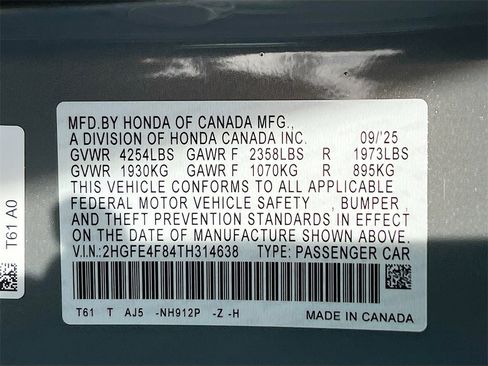 MFD.BY HONDA OF CANADA MFG.,
A DIVISION OF HONDA CANADA INC. 09/'25
GVWR 4254LBS GAWR F 2358LBS R 1973LBS
GVWR 1930KG GAWR F 1070KG R 895KG
THIS VEHICLE CONFORMS TO ALL APPLICABLE
FEDERAL MOTOR VEHICLE SAFETY , BUMPER ,
AND THEFT PREVENTION STANDARDS IN EFFECT
ON THE DATE OF MANUFACTURE SHOWN ABOVE.
V.I.N.: 2HGFE4F84TH314638 TYPE: PASSENGER CAR
T61 T AJ5 -NH912P -Z -H
MADE IN CANADA
T61 A0